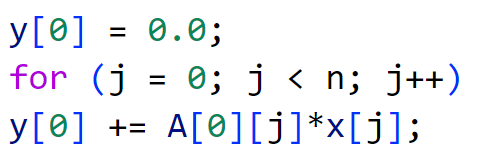 y[0] = 0.0;
for (j = 0; j < n; j++)
y[0] += A[0][j]*x[j];